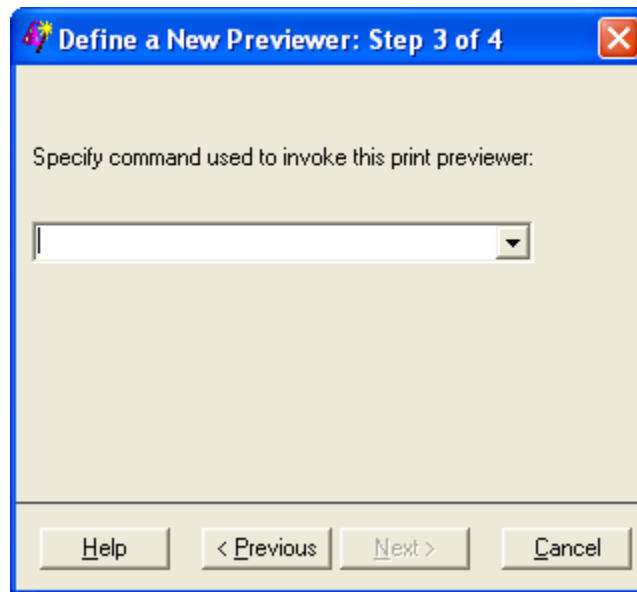 Define a New Previewer: Step 3 of 4
Specify command used to invoke this print previewer:
Help < Previous Next > Cancel